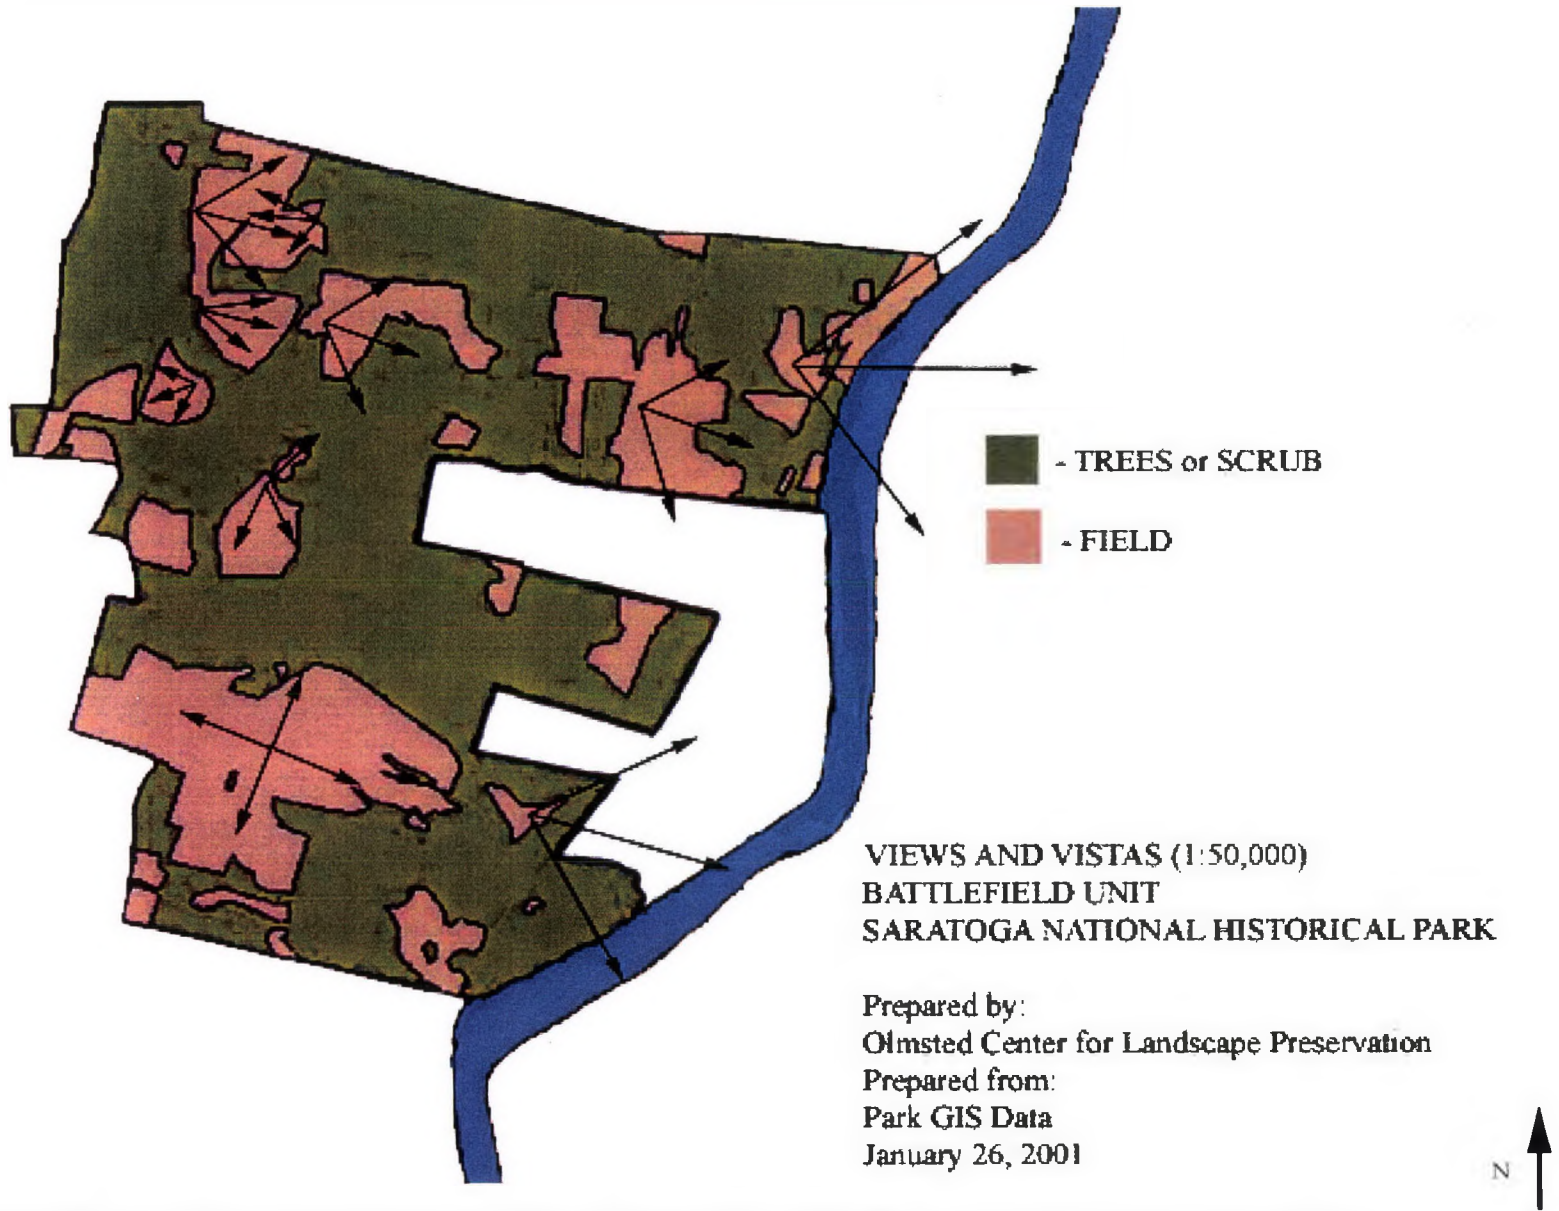 - TREES or SCRUB
- FIELD
VIEWS AND VISTAS (1:50,000)
BATTLEFIELD UNIT
SARATOGA NATIONAL HISTORICAL PARK
Prepared by:
Olmsted Center for Landscape Preservation
Prepared from:
Park GIS Data
January 26, 2001
N